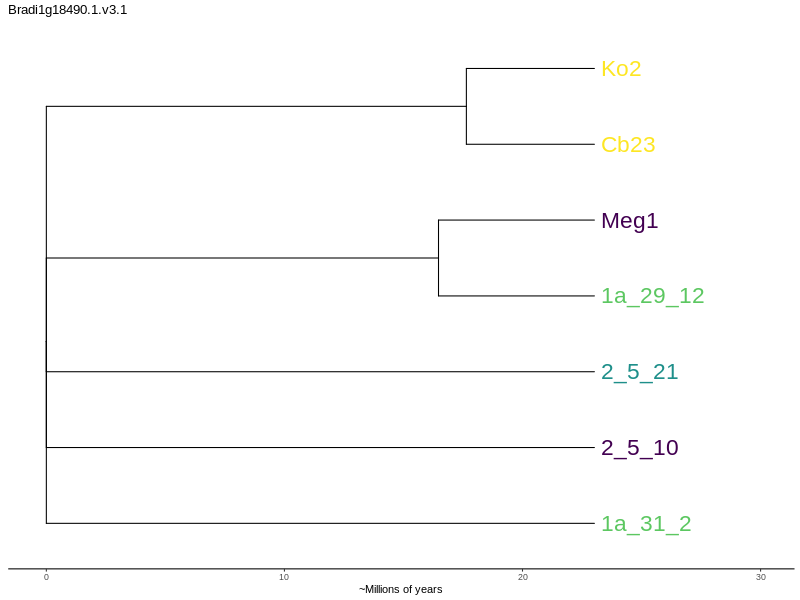 Bradi1g18490.1.v3.1
Ko2
Cb23
Meg1
1a_29_12
2_5_21
2_5_10
1a_31_2
0 10 20 30
~Millions of years